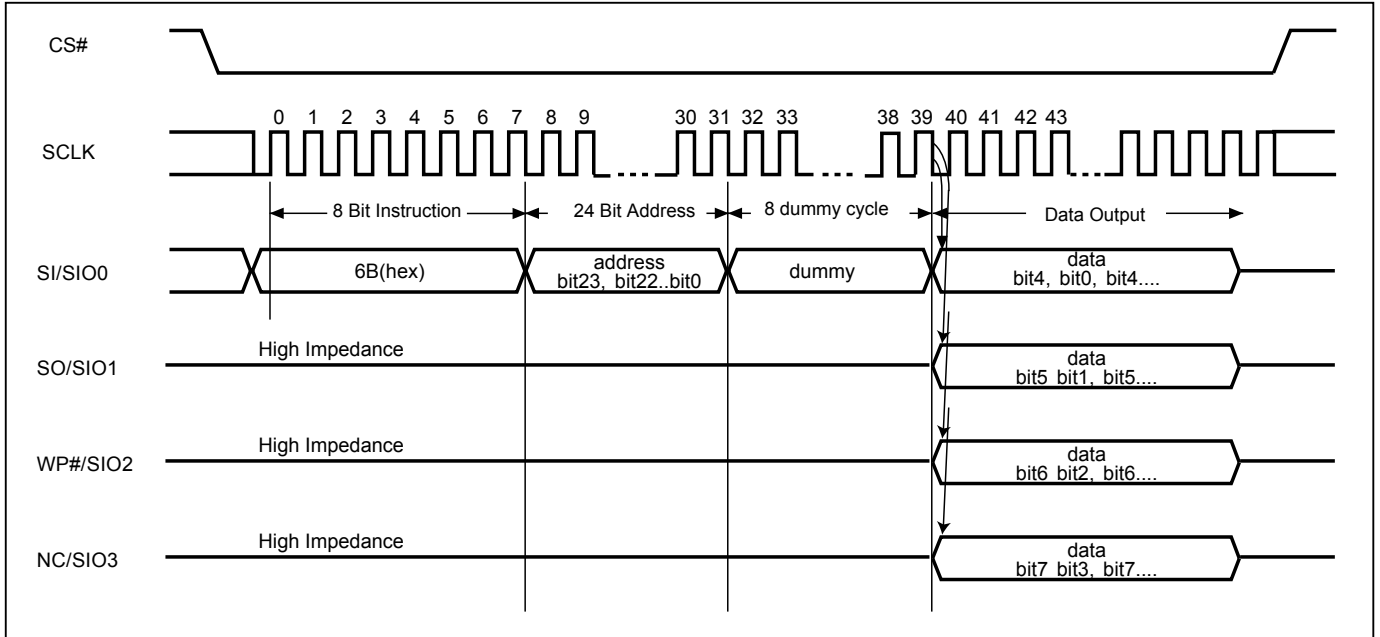 CS#
0 1 2 3 4 5 6 7 8 9 30 31 32 33 38 39 40 41 42 43
SCLK
8 Bit Instruction 24 Bit Address 8 dummy cycle Data Output
SI/SIO0
6B(hex)
address
bit23, bit22..bit0
dummy
data
bit4, bit0, bit4....
High Impedance
SO/SIO1
data
bit5 bit1, bit5....
High Impedance
WP#/SIO2
data
bit6 bit2, bit6....
High Impedance
NC/SIO3
data
bit7 bit3, bit7....